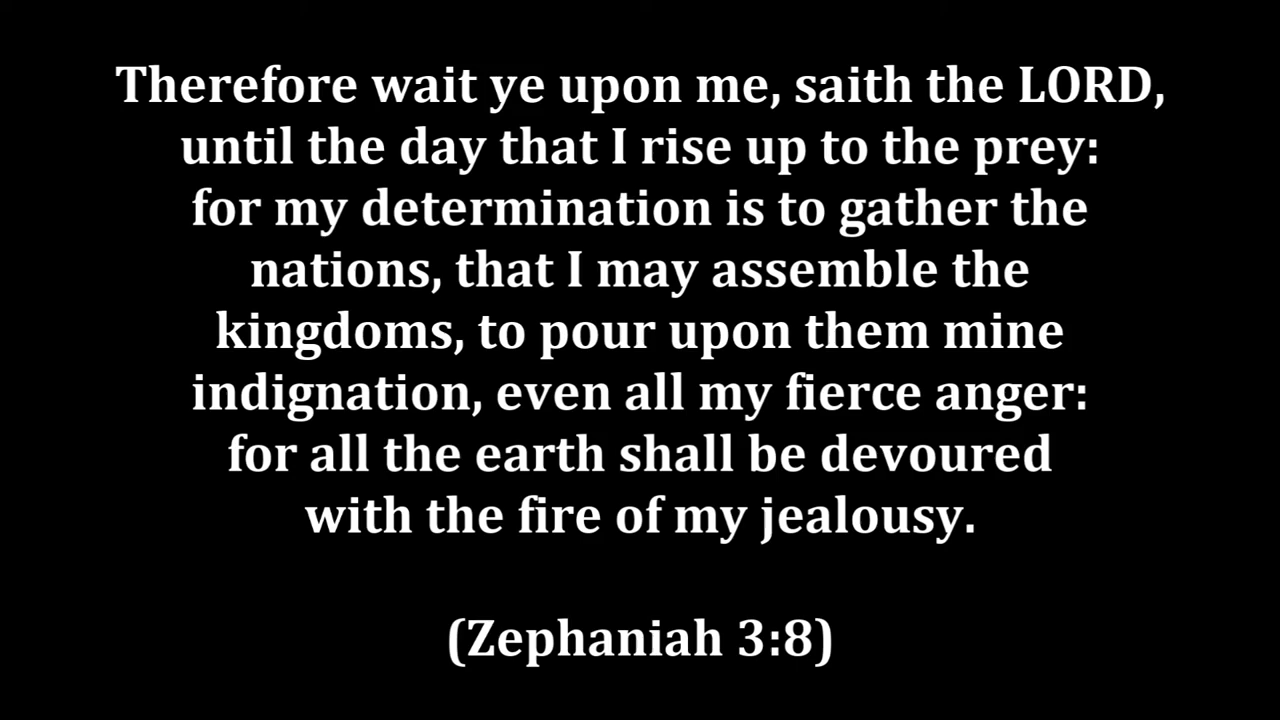 Therefore wait ye upon me, saith the LORD,
until the day that I rise up to the prey:
for my determination is to gather the
nations, that I may assemble the
kingdoms, to pour upon them mine
indignation, even all my fierce anger:
for all the earth shall be devoured
with the fire of my jealousy.
(Zephaniah 3:8)